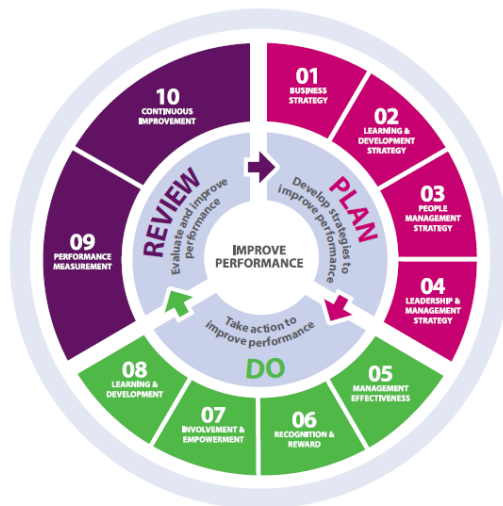 01
BUSINESS
STRATEGY
02
LEARNING &
DEVELOPMENT
STRATEGY
03
PEOPLE
MANAGEMENT
STRATEGY
04
LEADERSHIP &
MANAGEMENT
STRATEGY
05
MANAGEMENT
EFFECTIVENESS
06
RECOGNITION &
REWARD
07
INVOLVEMENT &
EMPOWERMENT
08
LEARNING &
DEVELOPMENT
09
PERFORMANCE
MEASUREMENT
10
CONTINUOUS
IMPROVEMENT
PLAN
Develop strategies to
improve performance
DO
Take action to
improve performance
REVIEW
Evaluate and improve
performance
IMPROVE
PERFORMANCE